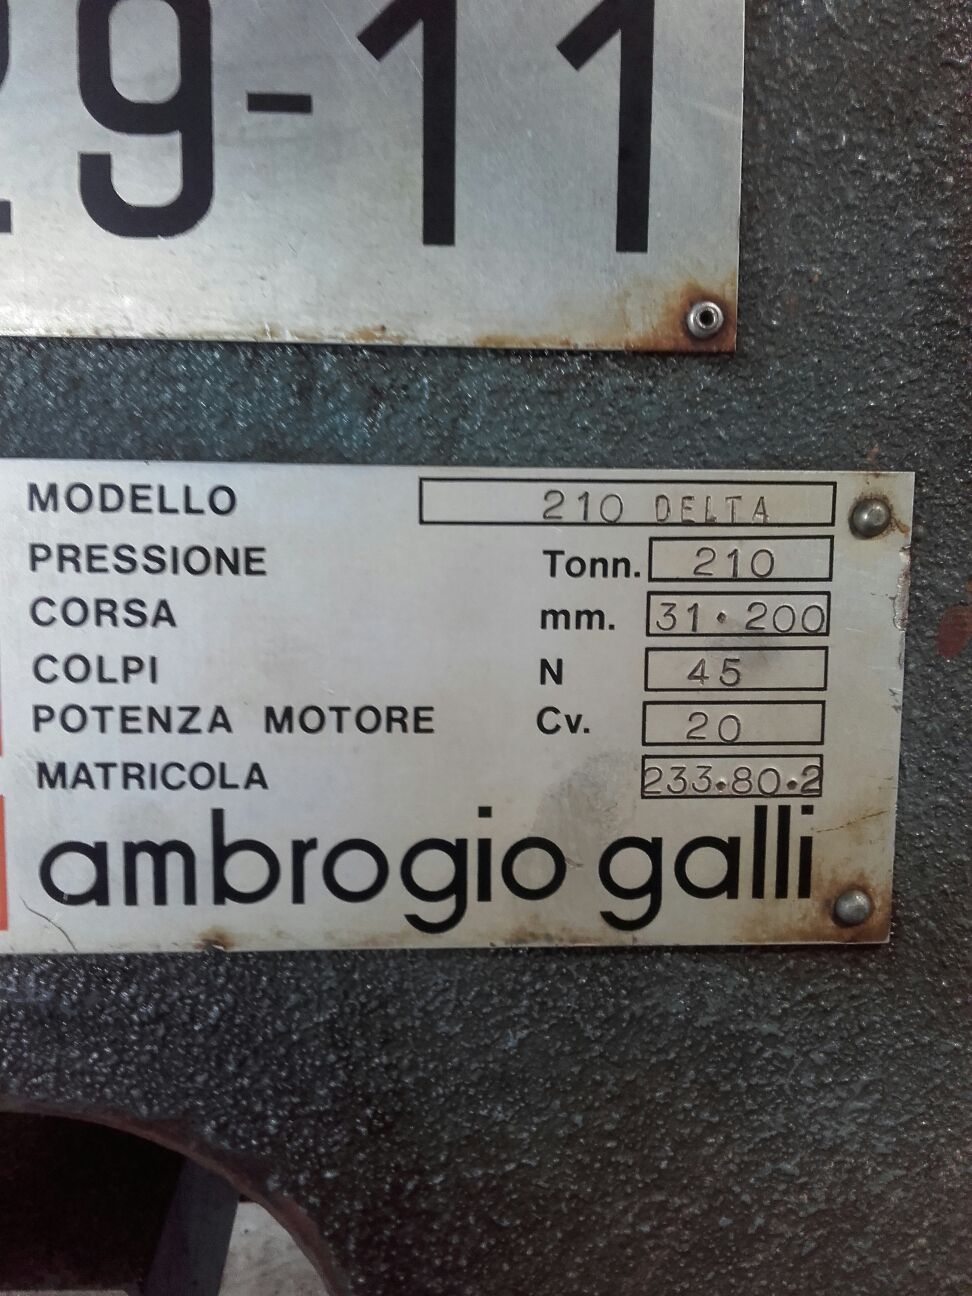 29-11
MODELLO 210 DELTA
PRESSIONE Tonn. 210
CORSA mm. 31·200
COLPI N 45
POTENZA MOTORE Cv. 20
MATRICOLA 233·80·2
ambrogio galli